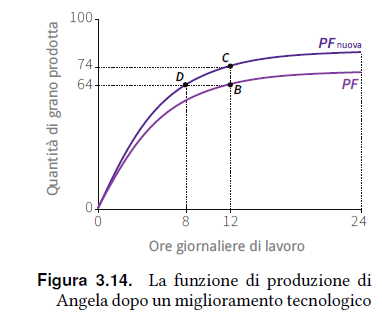 100
PF nuova
C
74
D
64
B
PF
Quantità di grano prodotta
0
0 8 12 24
Ore giornaliere di lavoro
Figura 3.14. La funzione di produzione di
Angela dopo un miglioramento tecnologico